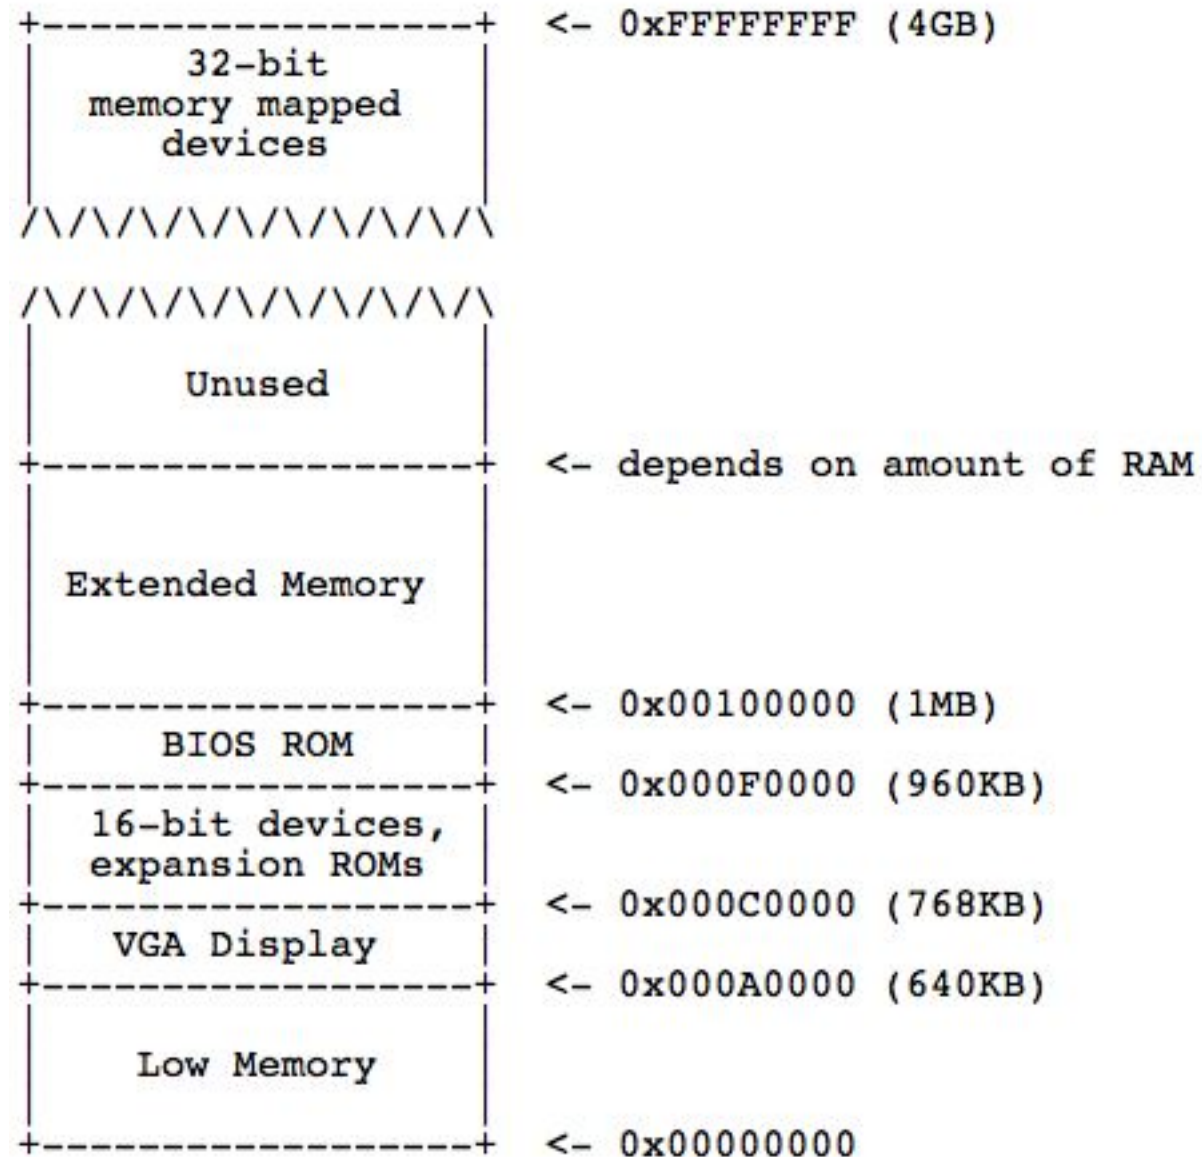 +------------------+  <- 0xFFFFFFFF (4GB)
|      32-bit      |
|  memory mapped   |
|     devices      |
|                  |
/\/\/\/\/\/\/\/\/\/\

/\/\/\/\/\/\/\/\/\/\
|                  |
|      Unused      |
|                  |
+------------------+  <- depends on amount of RAM
|                  |
|                  |
| Extended Memory  |
|                  |
|                  |
+------------------+  <- 0x00100000 (1MB)
|     BIOS ROM     |
+------------------+  <- 0x000F0000 (960KB)
|  16-bit devices, |
|  expansion ROMs  |
+------------------+  <- 0x000C0000 (768KB)
|   VGA Display    |
+------------------+  <- 0x000A0000 (640KB)
|                  |
|    Low Memory    |
|                  |
+------------------+  <- 0x00000000